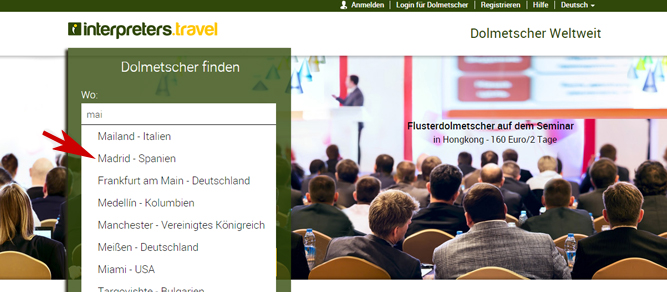 Anmelden | Login für Dolmetscher | Registrieren | Hilfe | Deutsch
interpreters.travel
Dolmetscher Weltweit
Dolmetscher finden
Wo:
mai
Mailand - Italien
Madrid - Spanien
Frankfurt am Main - Deutschland
Medellín - Kolumbien
Manchester - Vereinigtes Königreich
Meißen - Deutschland
Miami - USA
Targovichte - Bulgarien
Flusterdolmetscher auf dem Seminar
in Hongkong - 160 Euro/2 Tage